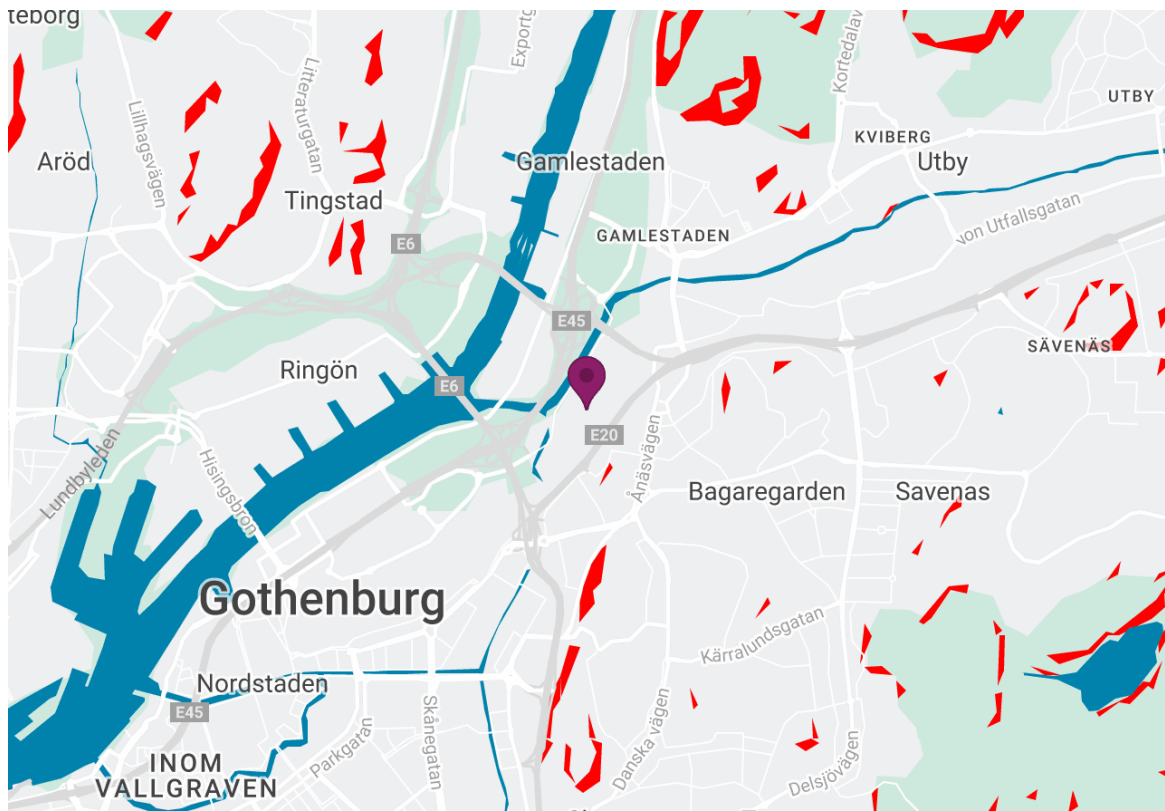 teborg
Exportg
Kortedalav
Litteraturgatan
Lillhagsvägen
UTBY
KVIBERG
Aröd
Gamlestaden
Utby
Tingstad
von Utfallsgatan
GAMLESTADEN
E6
E45
SÄVENÄS
Ringön
E6
E20
Lundbyleden
Hisingsbron
Ånäsvägen
Bagaregarden
Savenas
Gothenburg
Kärralundsgatan
Nordstaden
E45
Skånegatan
Parkgatan
Danska vägen
Delsjövägen
INOM
VALLGRAVEN